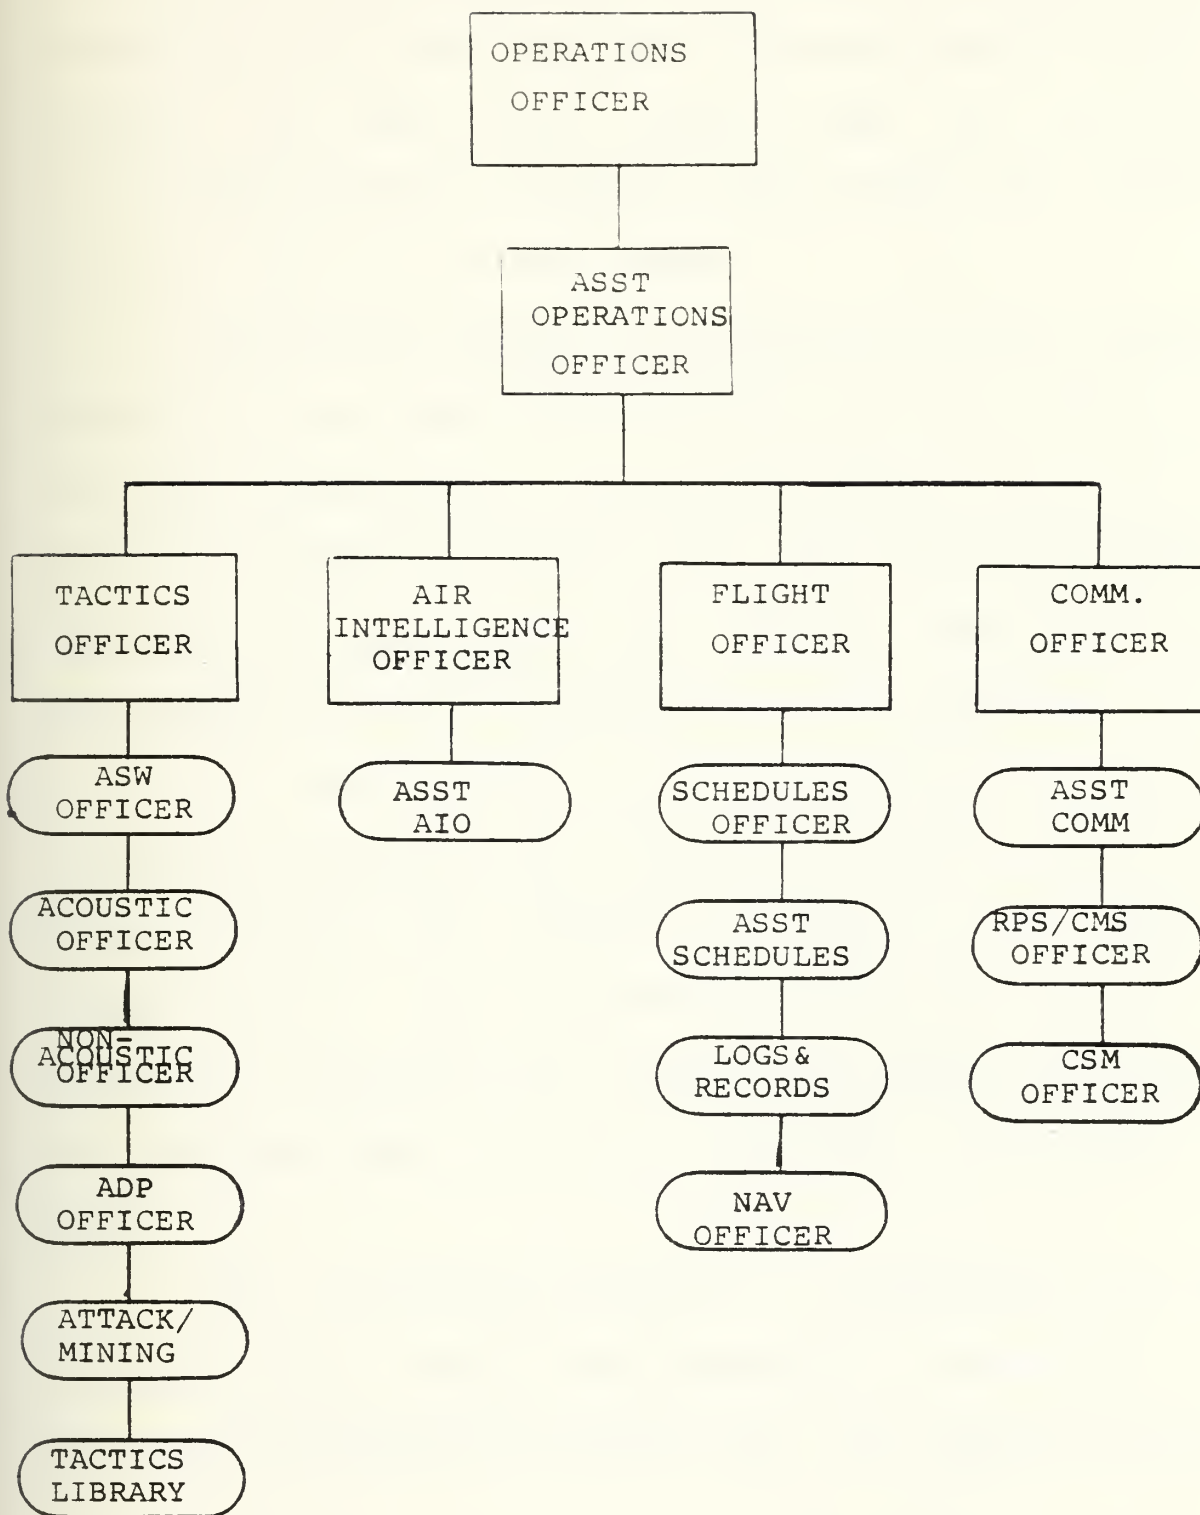 OPERATIONS
OFFICER
ASST
OPERATIONS
OFFICER
TACTICS
OFFICER
AIR
INTELLIGENCE
OFFICER
FLIGHT
OFFICER
COMM.
OFFICER
ASW
OFFICER
ACOUSTIC
OFFICER
NON-
ACOUSTIC
OFFICER
ADP
OFFICER
ATTACK/
MINING
TACTICS
LIBRARY
ASST
AIO
SCHEDULES
OFFICER
ASST
SCHEDULES
LOGS&
RECORDS
NAV
OFFICER
ASST
COMM
RPS/CMS
OFFICER
CSM
OFFICER